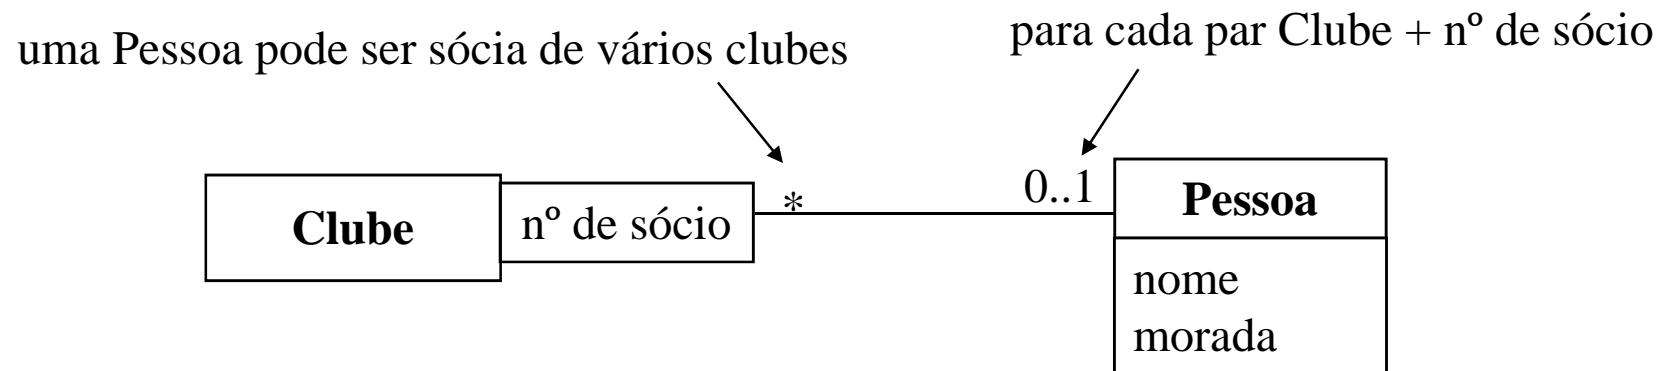 uma Pessoa pode ser sócia de vários clubes
para cada par Clube + nº de sócio
Clube
nº de sócio
*
0..1
Pessoa
nome
morada